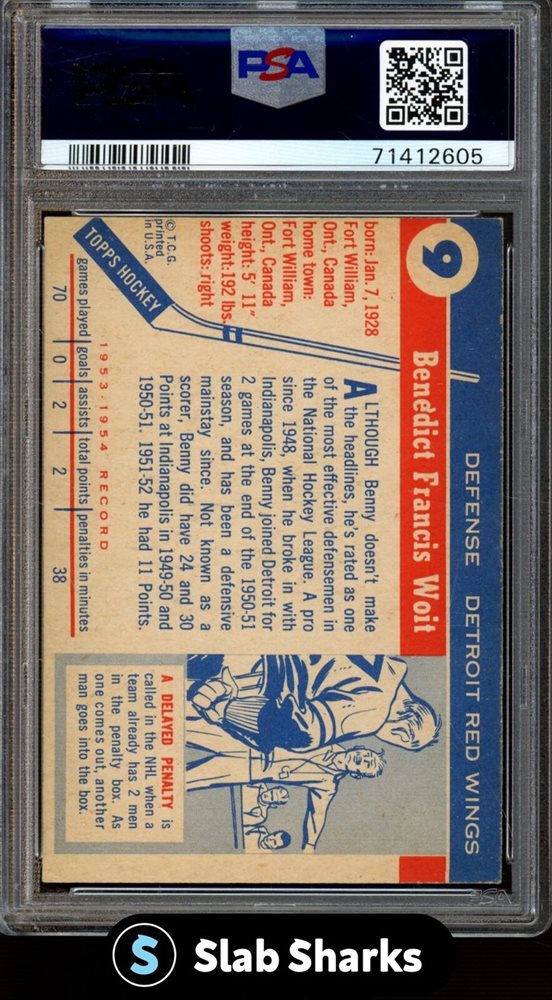 PSA
71412605
9
DEFENSE DETROIT RED WINGS
Benedict Francis Woit
born: Jan. 7, 1928
Fort William,
Ont., Canada
home town:
Fort William,
Ont., Canada
height: 5' 11"
weight: 192 lbs.
shoots: right
© T.C.G.
printed
in U.S.A.
TOPPS HOCKEY
ALTHOUGH Benny doesn't make
the headlines, he's rated as one
of the most effective defensemen in
the National Hockey League. A pro
since 1948, when he broke in with
Indianapolis, Benny joined Detroit for
2 games at the end of the 1950-51
season, and has been a defensive
mainstay since. Not known as a
scorer, Benny did have 24 and 30
Points at Indianapolis in 1949-50 and
1950-51. 1951-52 he had 11 Points.
1953-1954 RECORD
games played goals assists total points penalties in minutes
70 0 2 2 38
A DELAYED PENALTY is
called in the NHL when a
team already has 2 men
in the penalty box. As
one comes out, another
man goes into the box.
PSA
S Slab Sharks